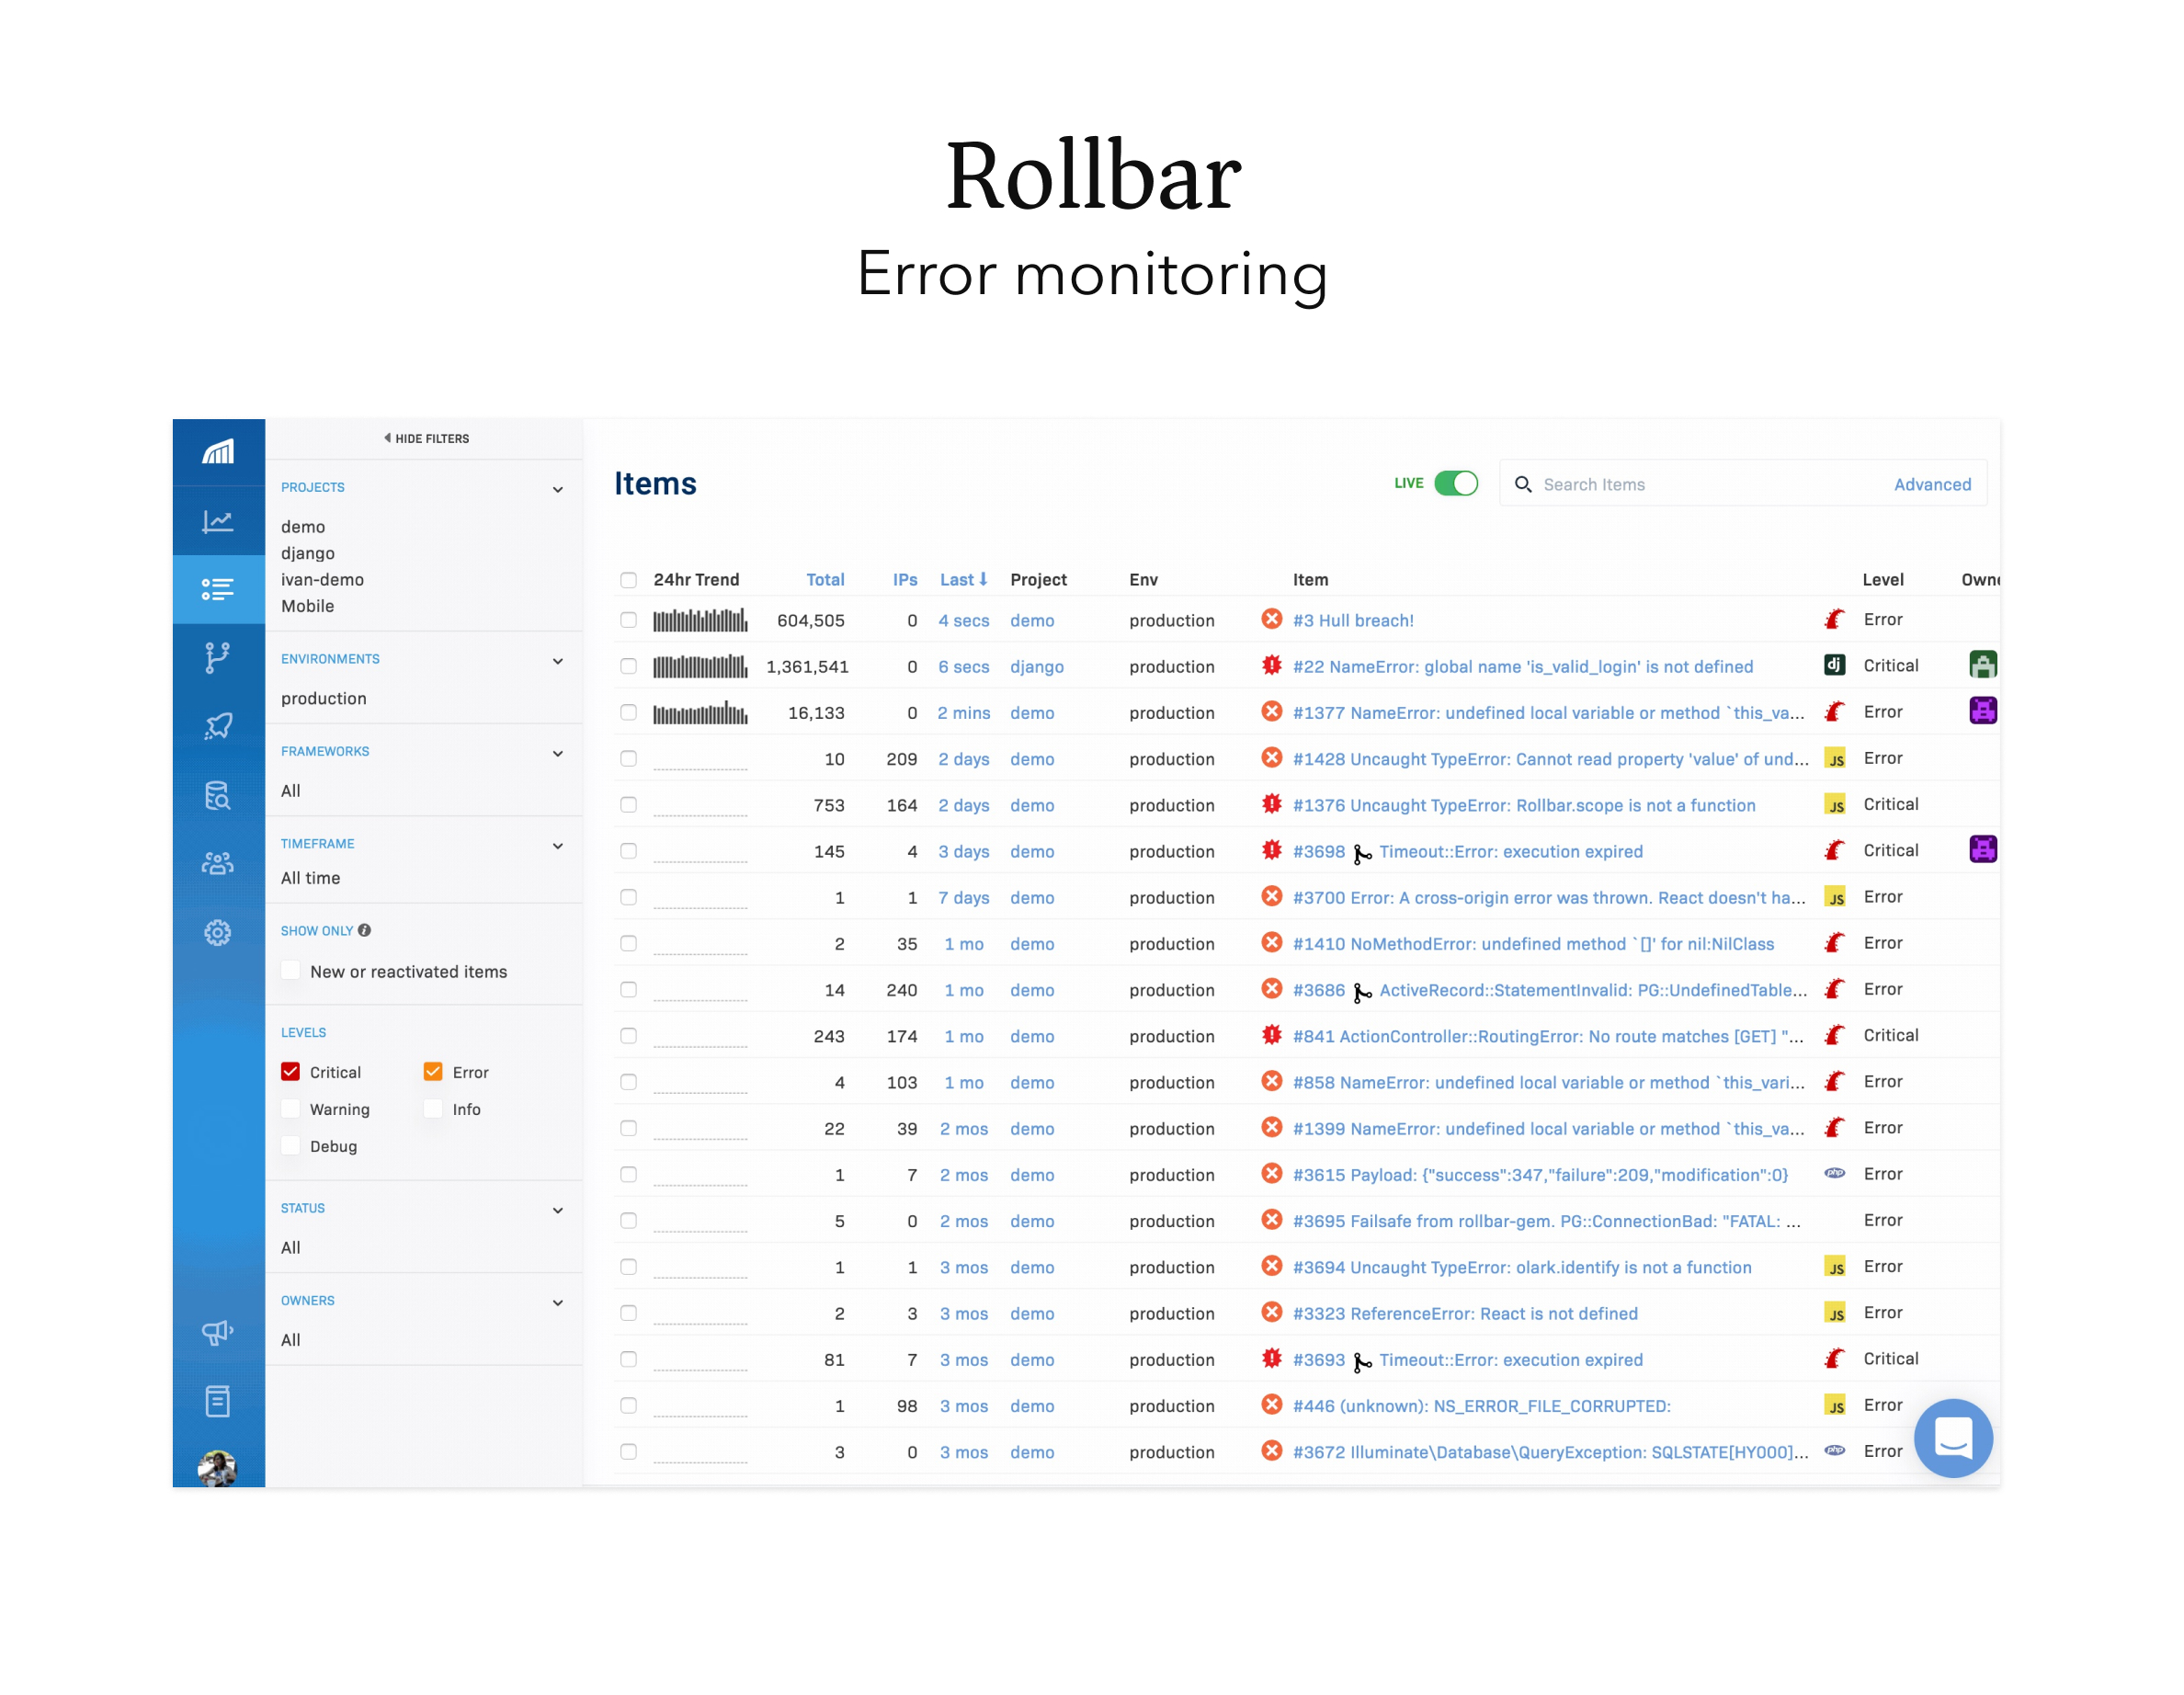 Rollbar
Error monitoring
HIDE FILTERS
PROJECTS
demo
django
ivan-demo
Mobile
ENVIRONMENTS
production
FRAMEWORKS
All
TIMEFRAME
All time
SHOW ONLY
New or reactivated items
LEVELS
Critical Error
Warning Info
Debug
STATUS
All
OWNERS
All
Items
LIVE Search Items Advanced
24hr Trend Total IPs Last Project Env Item Level Owne
604,505 0 4 secs demo production #3 Hull breach! Error
1,361,541 0 6 secs django production #22 NameError: global name 'is_valid_login' is not defined dj Critical
16,133 0 2 mins demo production #1377 NameError: undefined local variable or method `this_va... Error
10 209 2 days demo production #1428 Uncaught TypeError: Cannot read property 'value' of und... JS Error
753 164 2 days demo production #1376 Uncaught TypeError: Rollbar.scope is not a function JS Critical
145 4 3 days demo production #3698 Timeout::Error: execution expired Critical
1 1 7 days demo production #3700 Error: A cross-origin error was thrown. React doesn't ha... JS Error
2 35 1 mo demo production #1410 NoMethodError: undefined method `[]' for nil:NilClass Error
14 240 1 mo demo production #3686 ActiveRecord::StatementInvalid: PG::UndefinedTable... Error
243 174 1 mo demo production #841 ActionController::RoutingError: No route matches [GET] "... Critical
4 103 1 mo demo production #858 NameError: undefined local variable or method `this_vari... Error
22 39 2 mos demo production #1399 NameError: undefined local variable or method `this_va... Error
1 7 2 mos demo production #3615 Payload: {"success":347,"failure":209,"modification":0} php Error
5 0 2 mos demo production #3695 Failsafe from rollbar-gem. PG::ConnectionBad: "FATAL: ... Error
1 1 3 mos demo production #3694 Uncaught TypeError: olark.identify is not a function JS Error
2 3 3 mos demo production #3323 ReferenceError: React is not defined JS Error
81 7 3 mos demo production #3693 Timeout::Error: execution expired Critical
1 98 3 mos demo production #446 (unknown): NS_ERROR_FILE_CORRUPTED: JS Error
3 0 3 mos demo production #3672 Illuminate\Database\QueryException: SQLSTATE[HY000]... php Error